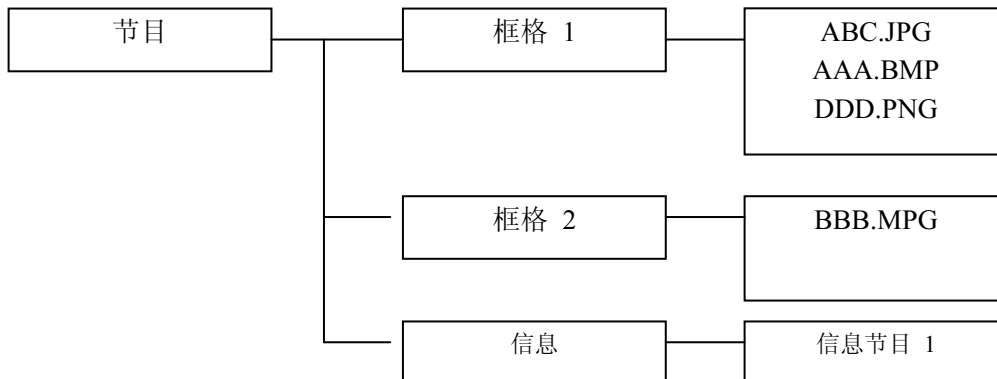 节目
框格 1
ABC.JPG
AAA.BMP
DDD.PNG
框格 2
BBB.MPG
信息
信息节目 1